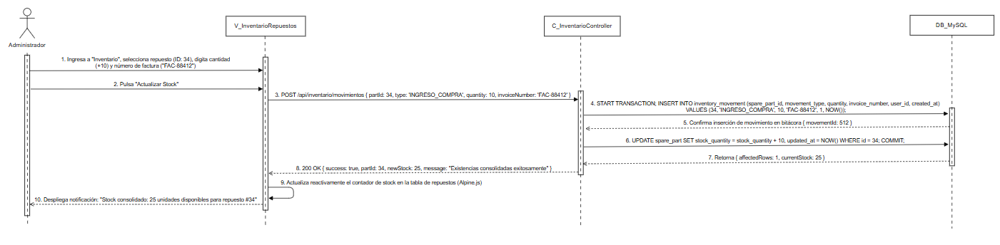 V_InventarioRepuestos
C_InventarioController
DB_MySQL
Administrador
1. Ingresa a "Inventario", selecciona repuesto (ID: 34), digita cantidad
(+10) y número de factura ("FAC-88412")
2. Pulsa "Actualizar Stock"
3. POST /api/inventario/movimientos { partId: 34, type: 'INGRESO_COMPRA', quantity: 10, invoiceNumber: 'FAC-88412' }
4. START TRANSACTION; INSERT INTO inventory_movement (spare_part_id, movement_type, quantity, invoice_number, user_id, created_at)
VALUES (34, 'INGRESO_COMPRA', 10, 'FAC-88412', 1, NOW());
5. Confirma inserción de movimiento en bitácora { movementId: 512 }
6. UPDATE spare_part SET stock_quantity = stock_quantity + 10, updated_at = NOW() WHERE id = 34; COMMIT;
7. Retorna { affectedRows: 1, currentStock: 25 }
8. 200 OK { success: true, partId: 34, newStock: 25, message: "Existencias consolidadas exitosamente" }
9. Actualiza reactivamente el contador de stock en la tabla de repuestos (Alpine.js)
10. Despliega notificación: "Stock consolidado: 25 unidades disponibles para repuesto #34"